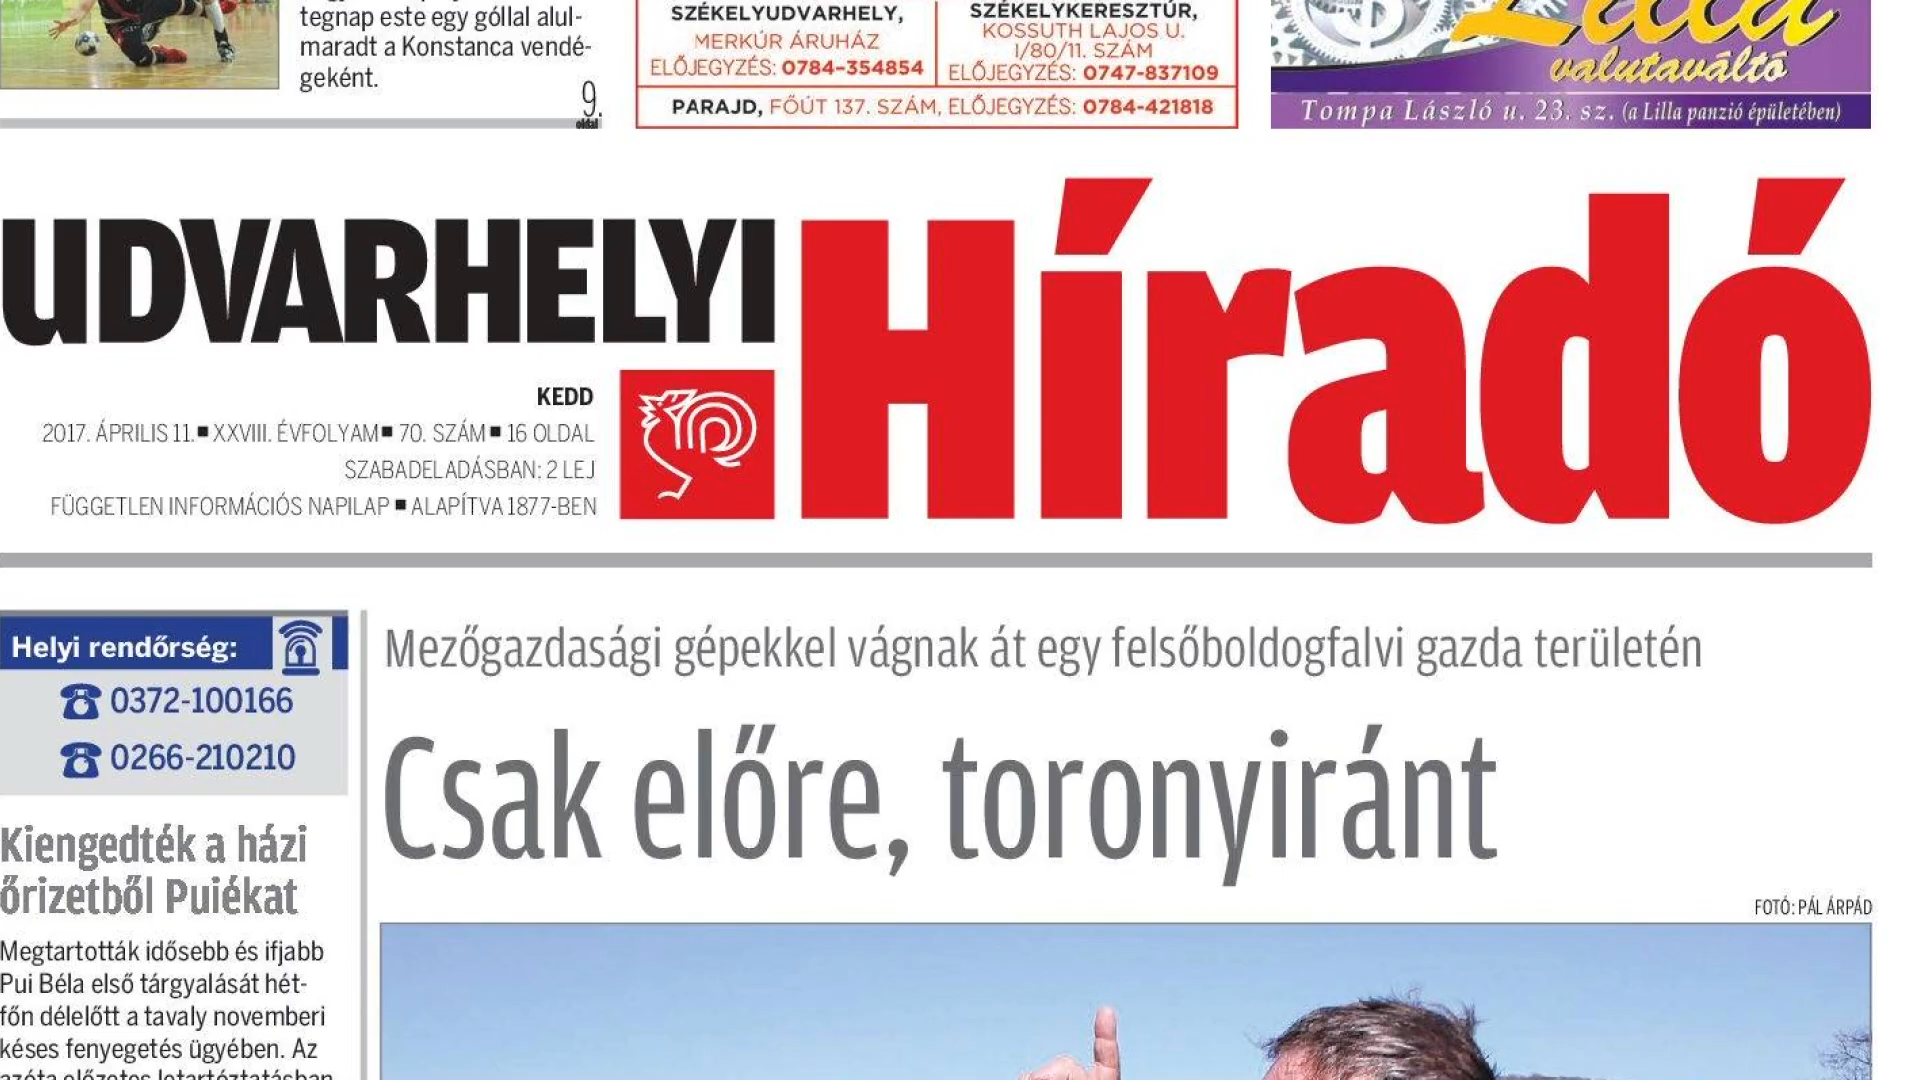 tegnap este egy góllal alul-
maradt a Konstanca vendé-
geként.
9.
oldal
SZÉKELYUDVARHELY,
MERKÚR ÁRUHÁZ
ELŐJEGYZÉS: 0784-354854
SZÉKELYKERESZTÚR,
KOSSUTH LAJOS U.
I/80/11. SZÁM
ELŐJEGYZÉS: 0747-837109
PARAJD, FŐÚT 137. SZÁM, ELŐJEGYZÉS: 0784-421818
Lilla
valutaváltó
Tompa László u. 23. sz. (a Lilla panzió épületében)
UDVARHELYI Híradó
KEDD
2017. ÁPRILIS 11. ■ XXVIII. ÉVFOLYAM ■ 70. SZÁM ■ 16 OLDAL
SZABADELADÁSBAN: 2 LEJ
FÜGGETLEN INFORMÁCIÓS NAPILAP ■ ALAPÍTVA 1877-BEN
Helyi rendőrség:
0372-100166
0266-210210
Kiengedték a házi
őrizetből Puiékat
Megtartották idősebb és ifjabb
Pui Béla első tárgyalását hét-
főn délelőtt a tavaly novemberi
késes fenyegetés ügyében. Az
azóta előzetes letartóztatásban
Mezőgazdasági gépekkel vágnak át egy felsőboldogfalvi gazda területén
Csak előre, toronyiránt
FOTÓ: PÁL ÁRPÁD